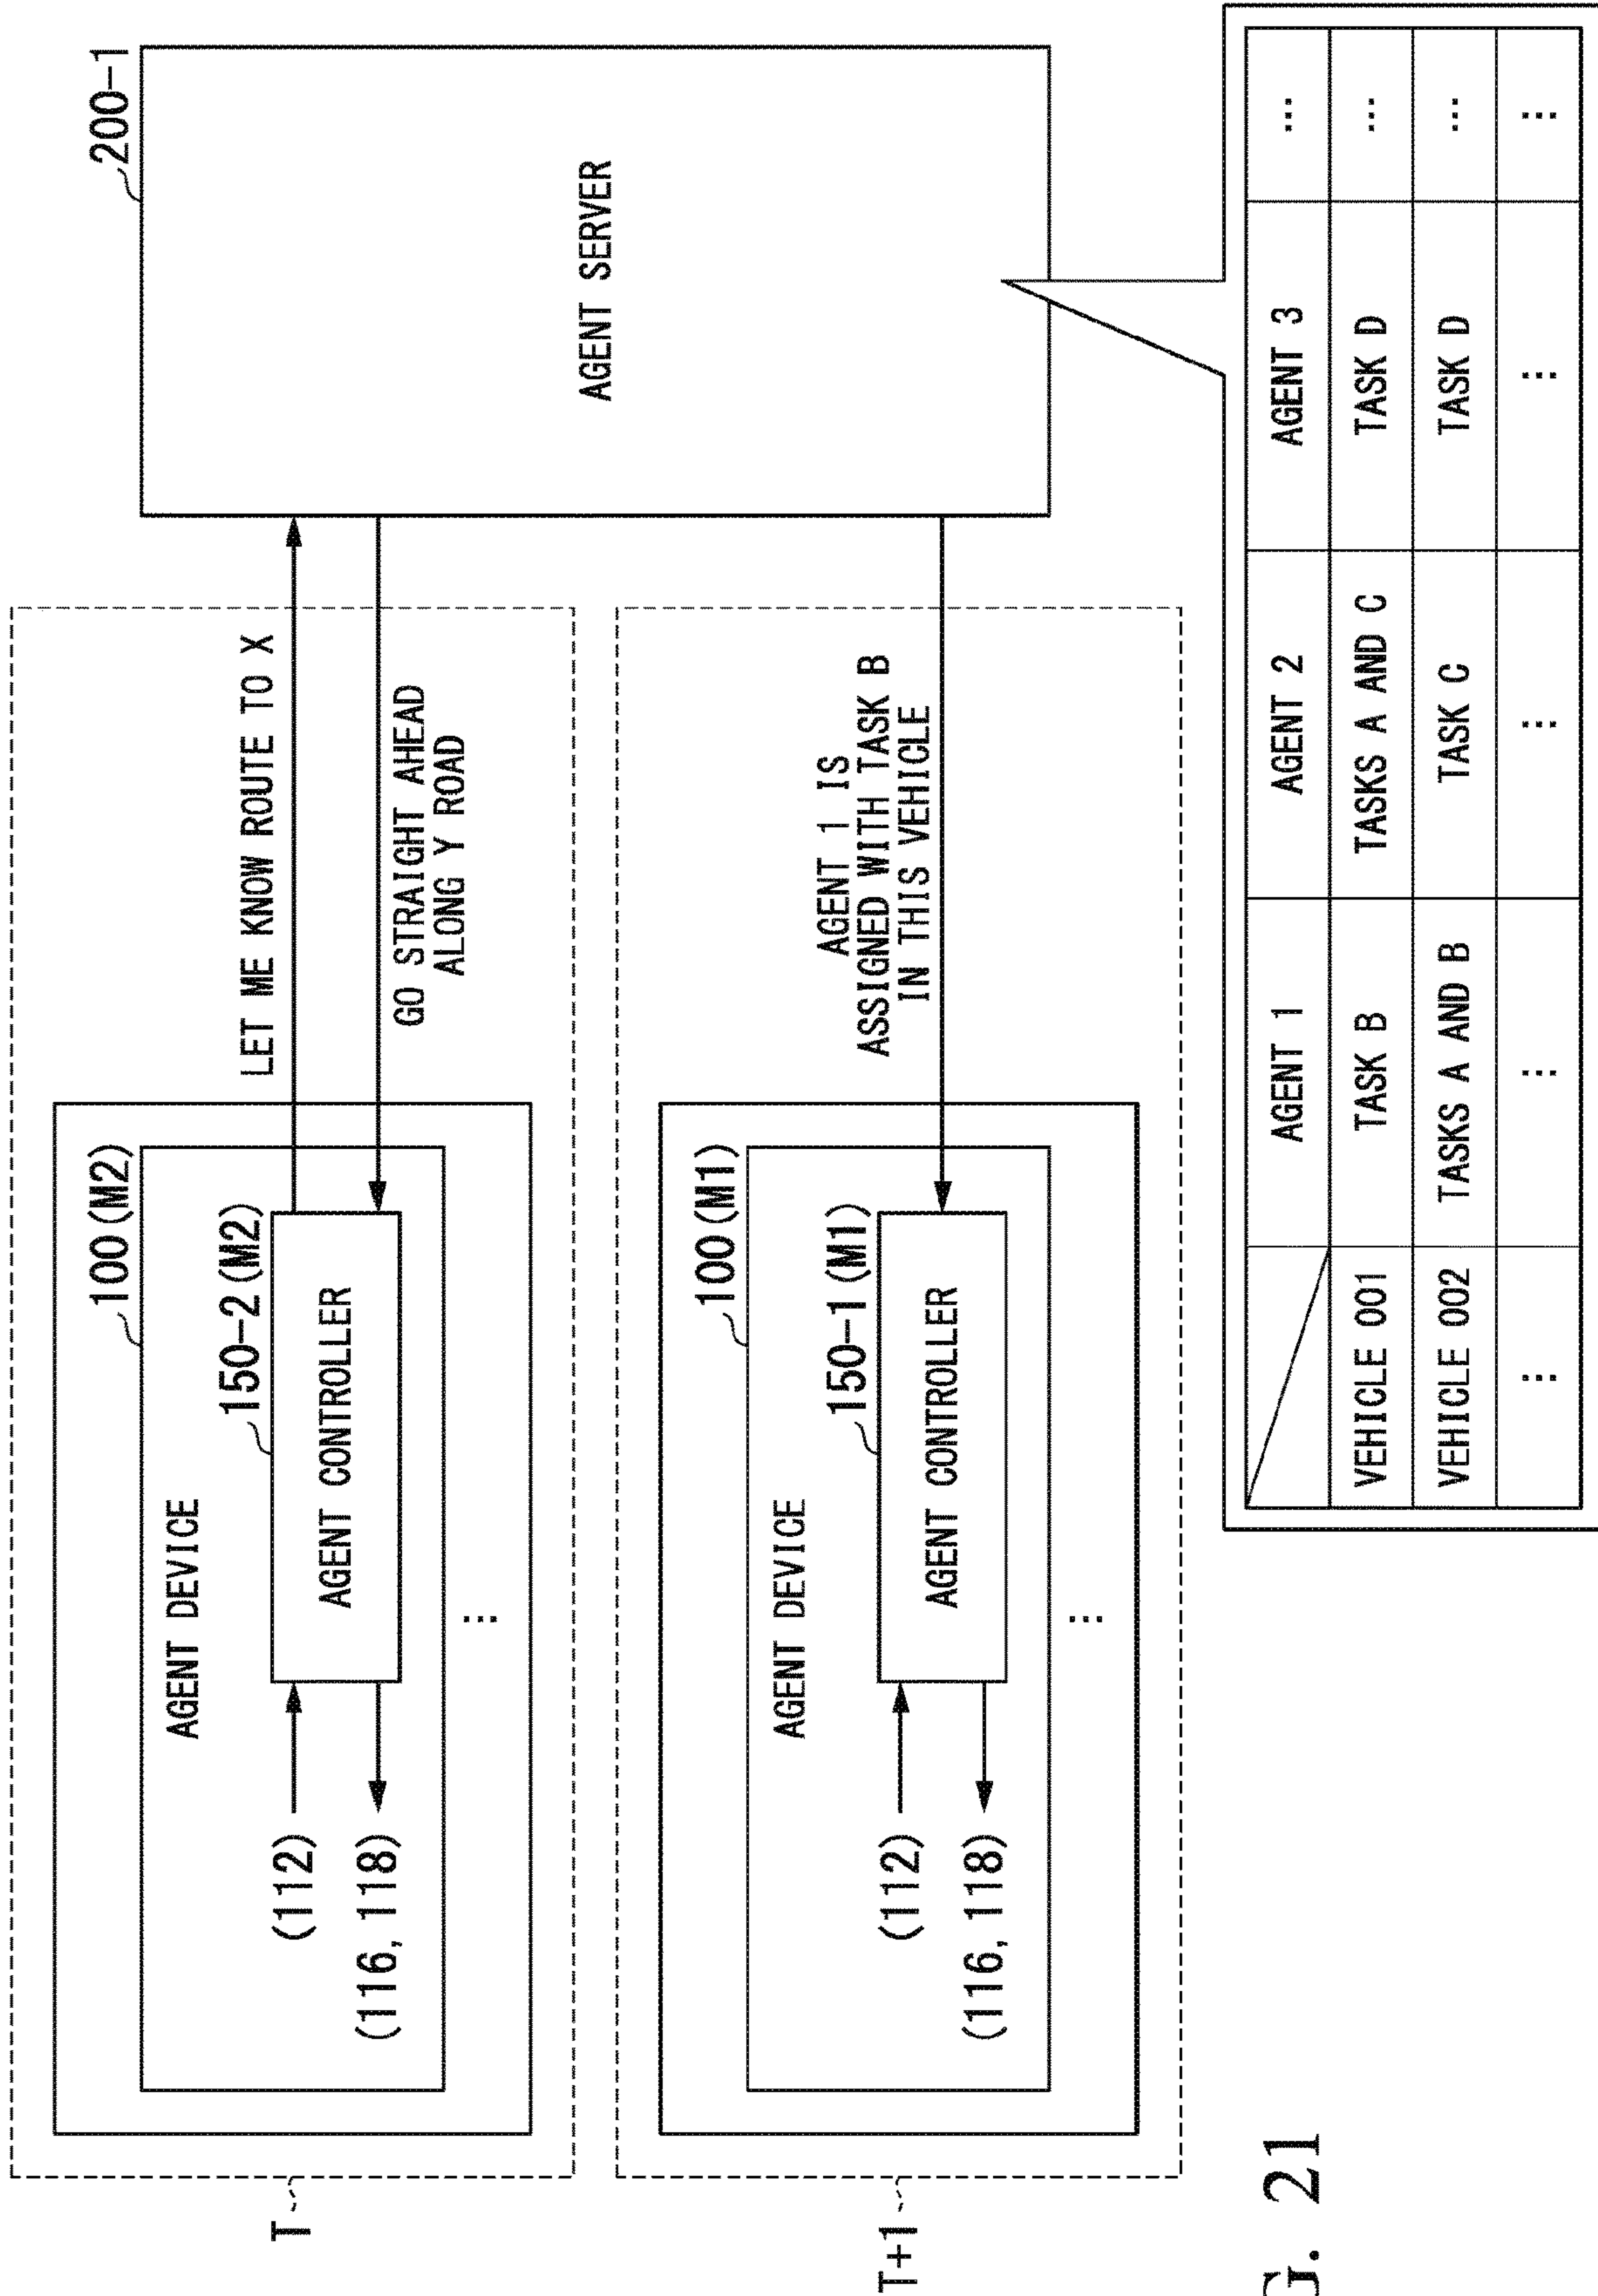 T
100(M2)
AGENT DEVICE
150-2(M2)
(112)
AGENT CONTROLLER
(116, 118)
⋮
LET ME KNOW ROUTE TO X
GO STRAIGHT AHEAD
ALONG Y ROAD
200-1
AGENT SERVER
T+1
100(M1)
AGENT DEVICE
150-1(M1)
(112)
AGENT CONTROLLER
(116, 118)
⋮
AGENT 1 IS
ASSIGNED WITH TASK B
IN THIS VEHICLE
AGENT 1 AGENT 2 AGENT 3 ...
VEHICLE 001 TASK B TASKS A AND C TASK D ...
VEHICLE 002 TASKS A AND B TASK C TASK D ...
⋮ ⋮ ⋮ ⋮ ⋮
G. 21